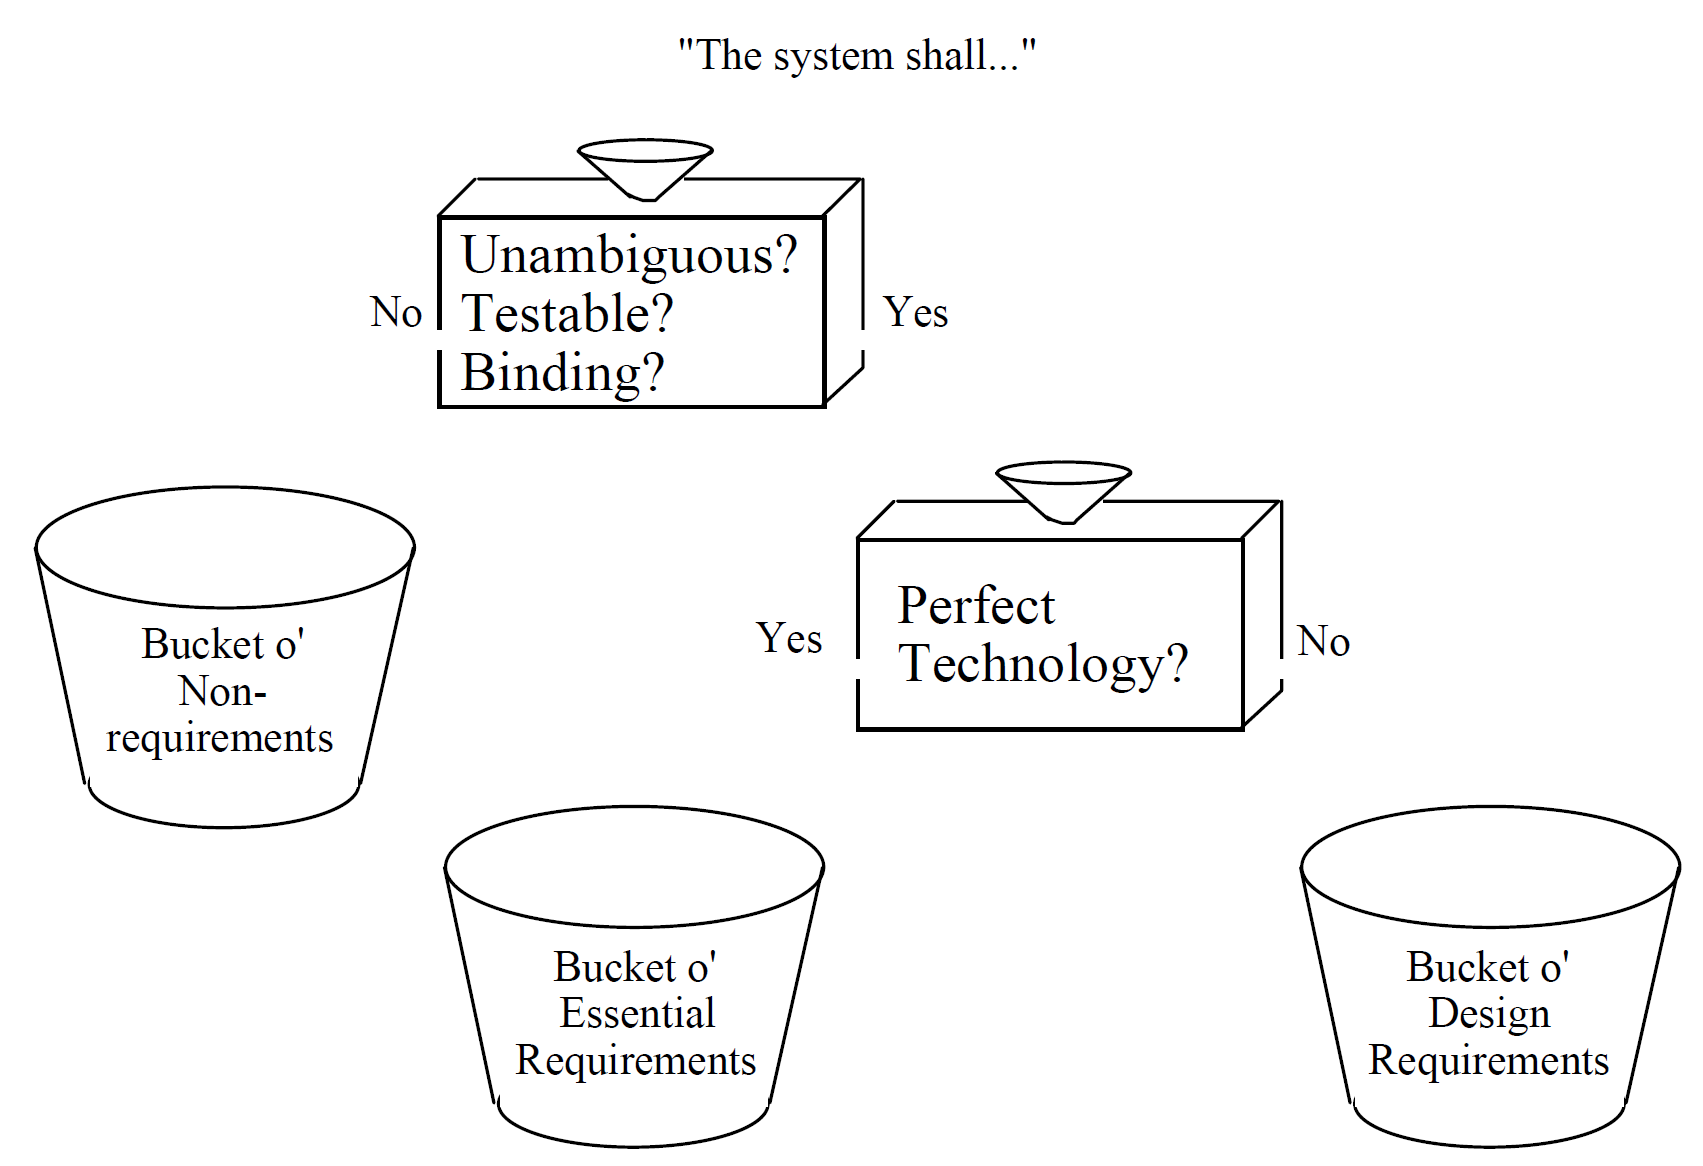 "The system shall..."
Unambiguous?
No
Testable?
Yes
Binding?
Perfect
Yes
Technology?
No
Bucket o'
Non-
requirements
Bucket o'
Essential
Requirements
Bucket o'
Design
Requirements